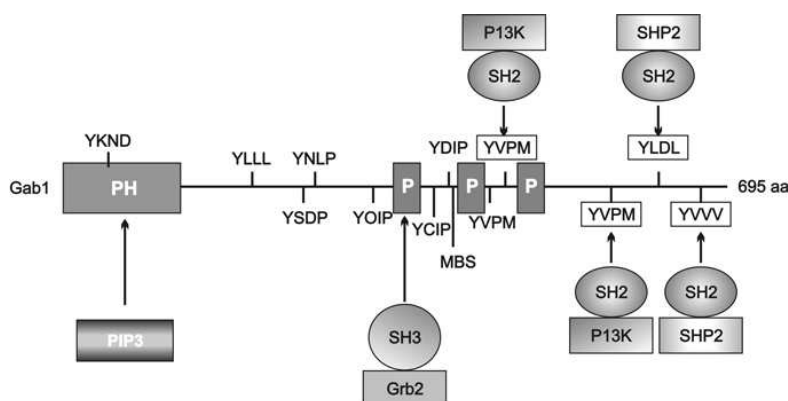 P13K
SHP2
SH2
SH2
YKND
YLLL
YNLP
YDIP
YVPM
YLDL
Gab1
PH
P
P
P
695 aa
YSDP
YOIP
YCIP
YVPM
YVPM
YVVV
MBS
PIP3
SH3
Grb2
SH2
SH2
P13K
SHP2